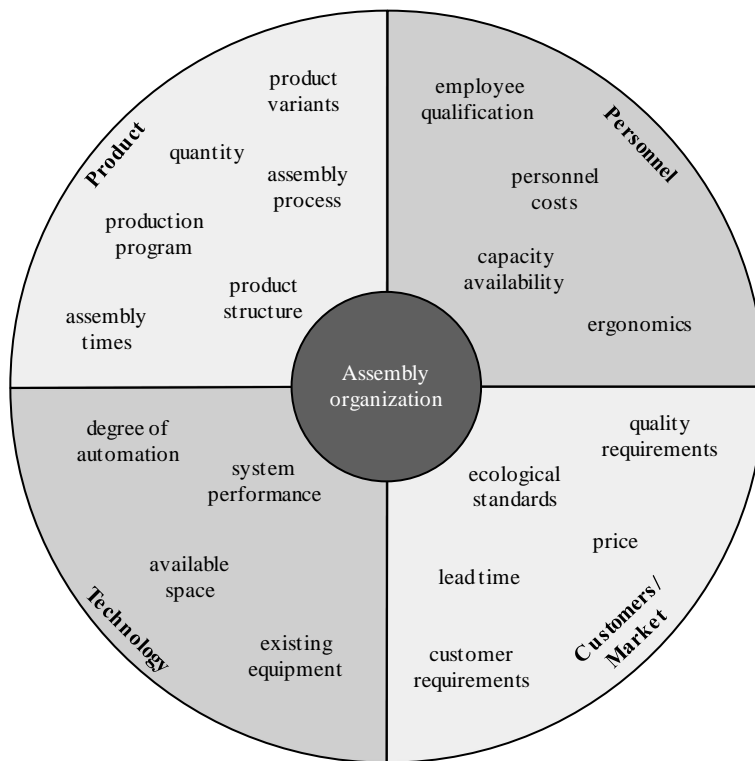 Product
product
variants
quantity
assembly
process
production
program
product
structure
assembly
times
Personnel
employee
qualification
personnel
costs
capacity
availability
ergonomics
Assembly
organization
Technology
degree of
automation
system
performance
available
space
existing
equipment
Customers/
Market
quality
requirements
ecological
standards
price
lead time
customer
requirements